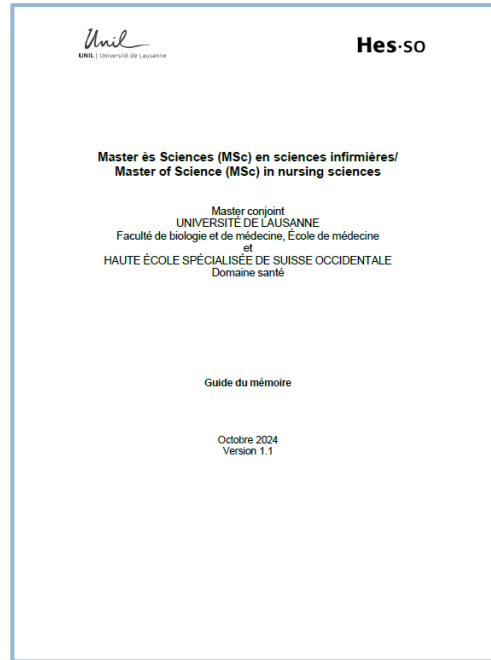 Unil
UNIL | Université de Lausanne
Hes·so
Master ès Sciences (MSc) en sciences infirmières/
Master of Science (MSc) in nursing sciences
Master conjoint
UNIVERSITÉ DE LAUSANNE
Faculté de biologie et de médecine, École de médecine
et
HAUTE ÉCOLE SPÉCIALISÉE DE SUISSE OCCIDENTALE
Domaine santé
Guide du mémoire
Octobre 2024
Version 1.1